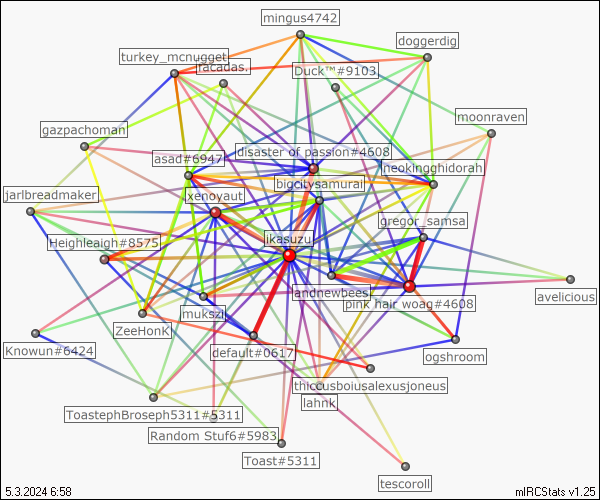 mingus4742
doggerdig
turkey_mcnugget
racadas.
Duck™#9103
moonraven
gazpachoman
asad#6947
disaster of passion#4608
neokingghidorah
bigcitysamurai
jarlbreadmaker
xenoyaut
gregor_samsa
Heighleaigh#8575
ikasuzu
andnewbees
pink hair woag#4608
avelicious
mukszi
ZeeHonK
Knowun#6424
default#0617
ogshroom
thiccusboiusalexusjoneus
lahnk
ToastephBroseph5311#5311
Random Stuf6#5983
Toast#5311
tescoroll
5.3.2024 6:58
mIRCStats v1.25